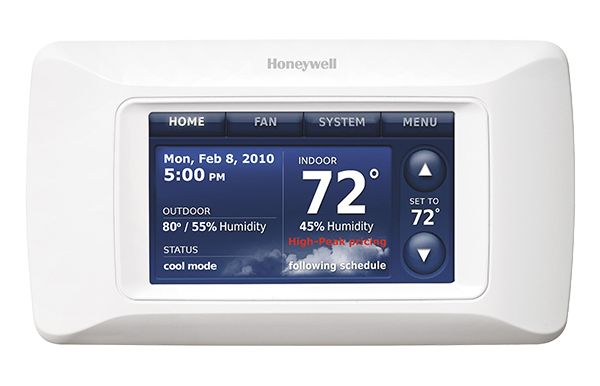 Honeywell
HOME FAN SYSTEM MENU
Mon, Feb 8, 2010
5:00 PM
OUTDOOR
80° / 55% Humidity
STATUS
cool mode
INDOOR
72°
45% Humidity
High-Peak pricing
following schedule
SET TO
72°